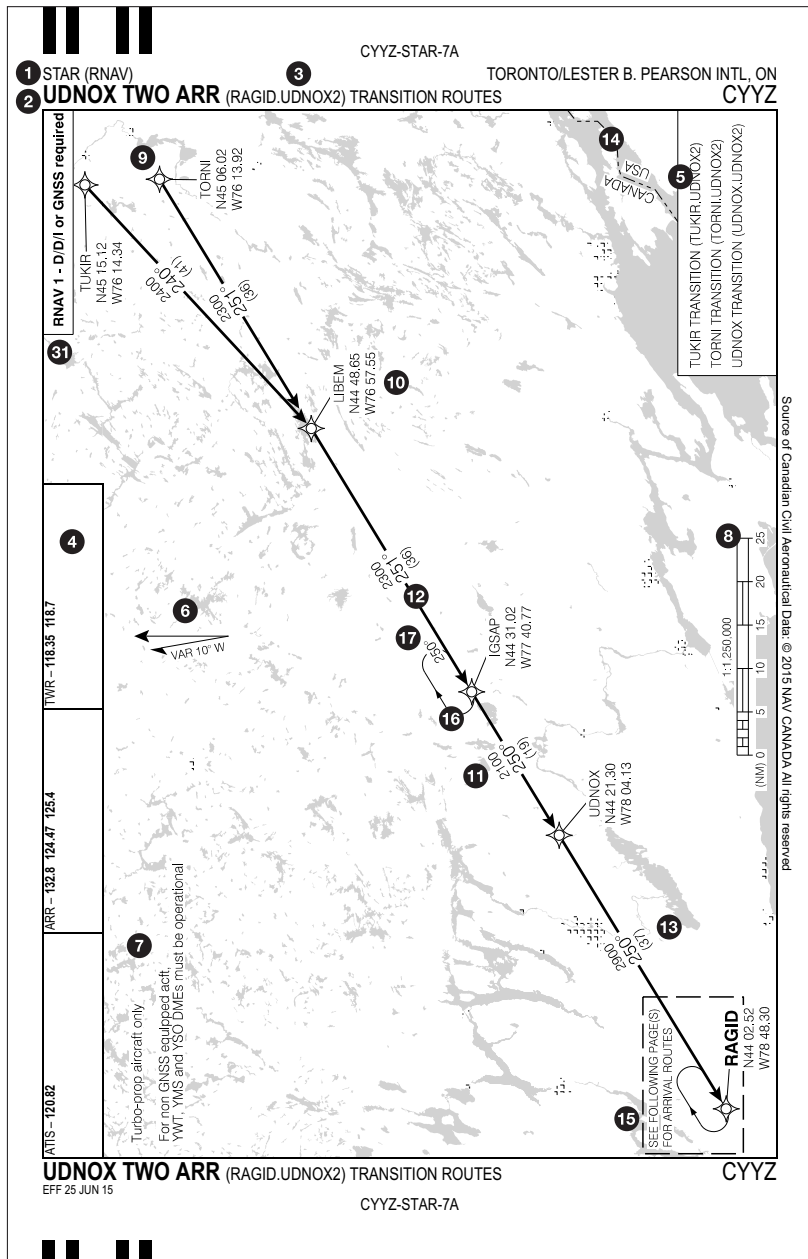 CYYZ-STAR-7A
1 STAR (RNAV)
3
TORONTO/LESTER B. PEARSON INTL, ON
2 UDNOX TWO ARR (RAGID.UDNOX2) TRANSITION ROUTES
CYYZ
RNAV 1 - D/D/I or GNSS required
31
TUKIR
N45 15.12
W76 14.34
9
TORNI
N45 06.02
W76 13.92
2400
240°
(41)
2300
251°
(36)
14
CANADA
USA
5
TUKIR TRANSITION (TUKIR.UDNOX2)
TORNI TRANSITION (TORNI.UDNOX2)
UDNOX TRANSITION (UDNOX.UDNOX2)
LIBEM
N44 48.65
W76 57.55
10
2300
251°
(36)
12
4
6
VAR 10° W
17
250°
16
IGSAP
N44 31.02
W77 40.77
8
1:1,250,000
(NM) 0 5 10 15 20 25
2100
250°
(19)
11
UDNOX
N44 21.30
W78 04.13
2900
250°
(37)
13
ATIS – 120.82
ARR – 132.8 124.47 125.4
TWR – 118.35 118.7
7
Turbo-prop aircraft only
For non GNSS equipped acft,
YWT, YMS and YSO DMEs must be operational
15
SEE FOLLOWING PAGE(S)
FOR ARRIVAL ROUTES
RAGID
N44 02.52
W78 48.30
Source of Canadian Civil Aeronautical Data: © 2015 NAV CANADA All rights reserved
UDNOX TWO ARR (RAGID.UDNOX2) TRANSITION ROUTES
CYYZ
EFF 25 JUN 15
CYYZ-STAR-7A